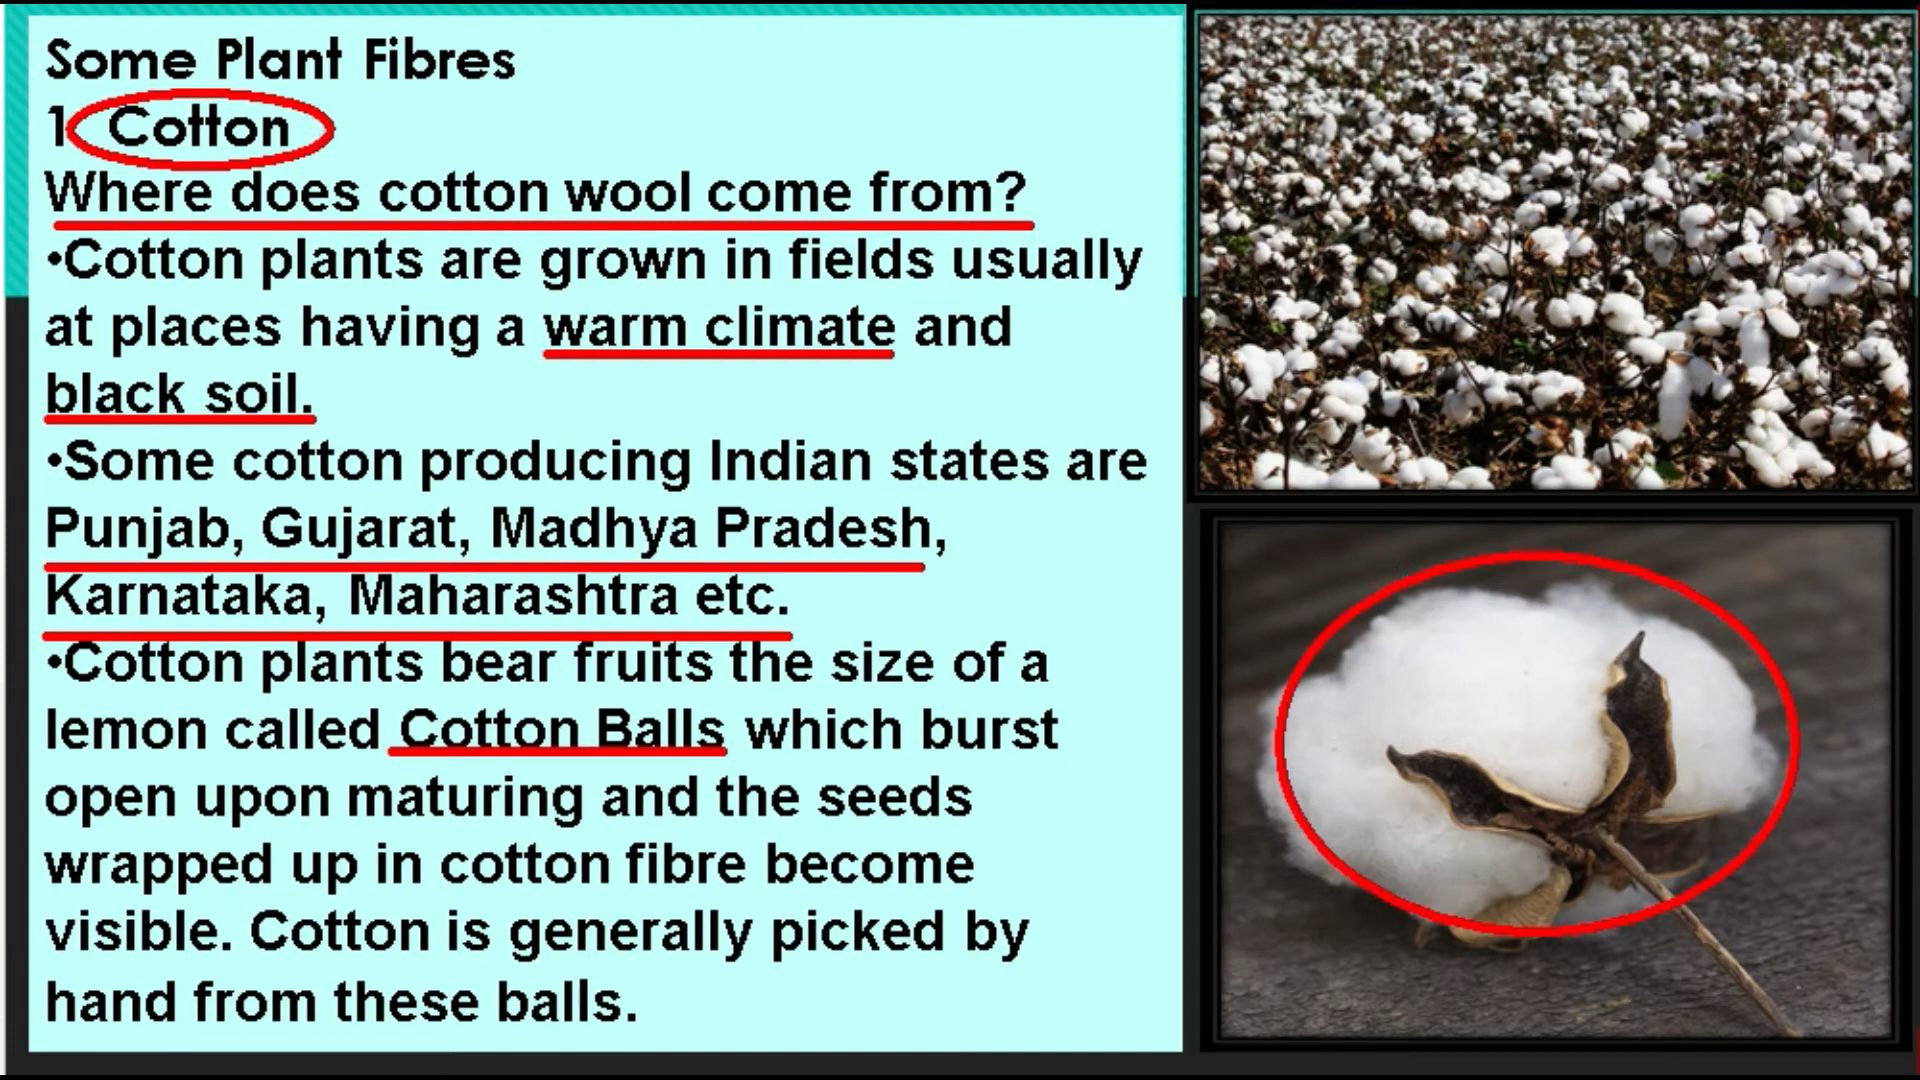 Some Plant Fibres
1 Cotton
Where does cotton wool come from?
•Cotton plants are grown in fields usually
at places having a warm climate and
black soil.
•Some cotton producing Indian states are
Punjab, Gujarat, Madhya Pradesh,
Karnataka, Maharashtra etc.
•Cotton plants bear fruits the size of a
lemon called Cotton Balls which burst
open upon maturing and the seeds
wrapped up in cotton fibre become
visible. Cotton is generally picked by
hand from these balls.